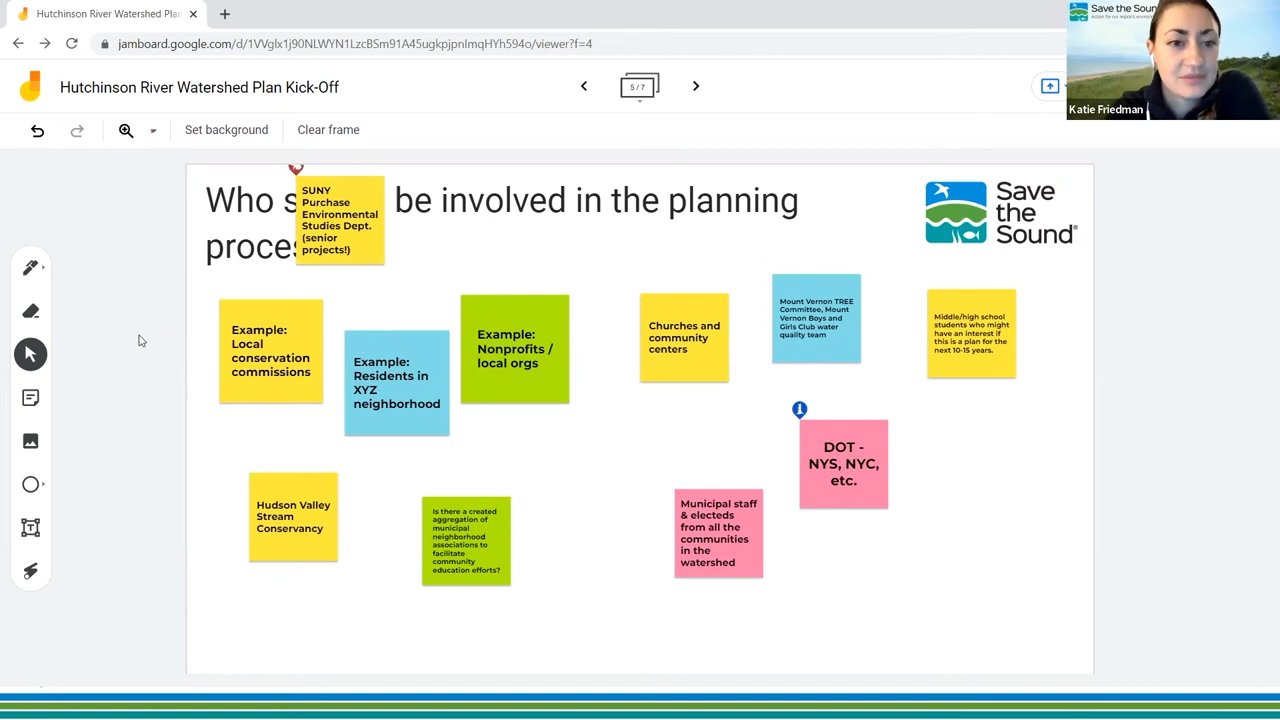 Hutchinson River Watershed Plan
jamboard.google.com/d/1VVglx1j90NLWYN1LzcBSm91A45ugkpjpnImqHYh594o/viewer?f=4
Save the Sound
Katie Friedman
Hutchinson River Watershed Plan Kick-Off
5/7
Set background
Clear frame
Who be involved in the planning
SUNY
Purchase
Environmental
Studies Dept.
(senior
projects!)
Save
the
Sound®
Example:
Local
conservation
commissions
Example:
Residents in
XYZ
neighborhood
Example:
Nonprofits /
local orgs
Churches and
community
centers
Mount Vernon TREE
Committee, Mount
Vernon Boys and
Girls Club water
quality team
Middle/high school
students who might
have an interest if
this is a plan for the
next 10-15 years.
DOT -
NYS, NYC,
etc.
Hudson Valley
Stream
Conservancy
Is there a created
aggregation of
municipal
neighborhood
associations to
facilitate
community
education efforts?
Municipal staff
& electeds
from all the
communities
in the
watershed